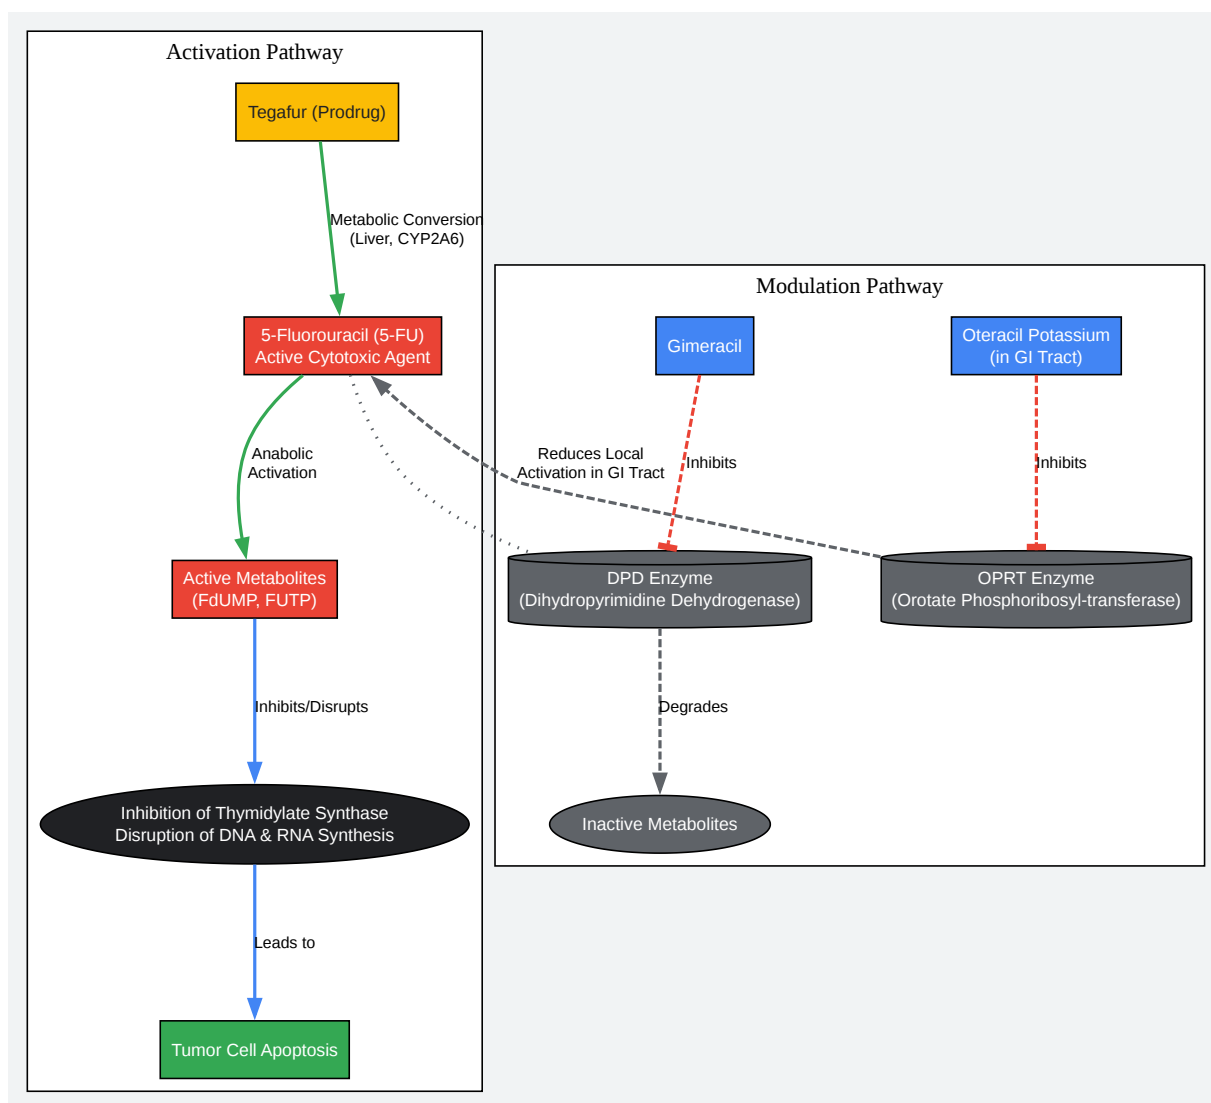 Activation Pathway
Tegafur (Prodrug)
Metabolic Conversion
(Liver, CYP2A6)
5-Fluorouracil (5-FU)
Active Cytotoxic Agent
Anabolic
Activation
Active Metabolites
(FdUMP, FUTP)
Inhibits/Disrupts
Inhibition of Thymidylate Synthase
Disruption of DNA & RNA Synthesis
Leads to
Tumor Cell Apoptosis
Modulation Pathway
Gimeracil
Oteracil Potassium
(in GI Tract)
Reduces Local
Activation in GI Tract
Inhibits
Inhibits
DPD Enzyme
(Dihydropyrimidine Dehydrogenase)
OPRT Enzyme
(Orotate Phosphoribosyl-transferase)
Degrades
Inactive Metabolites